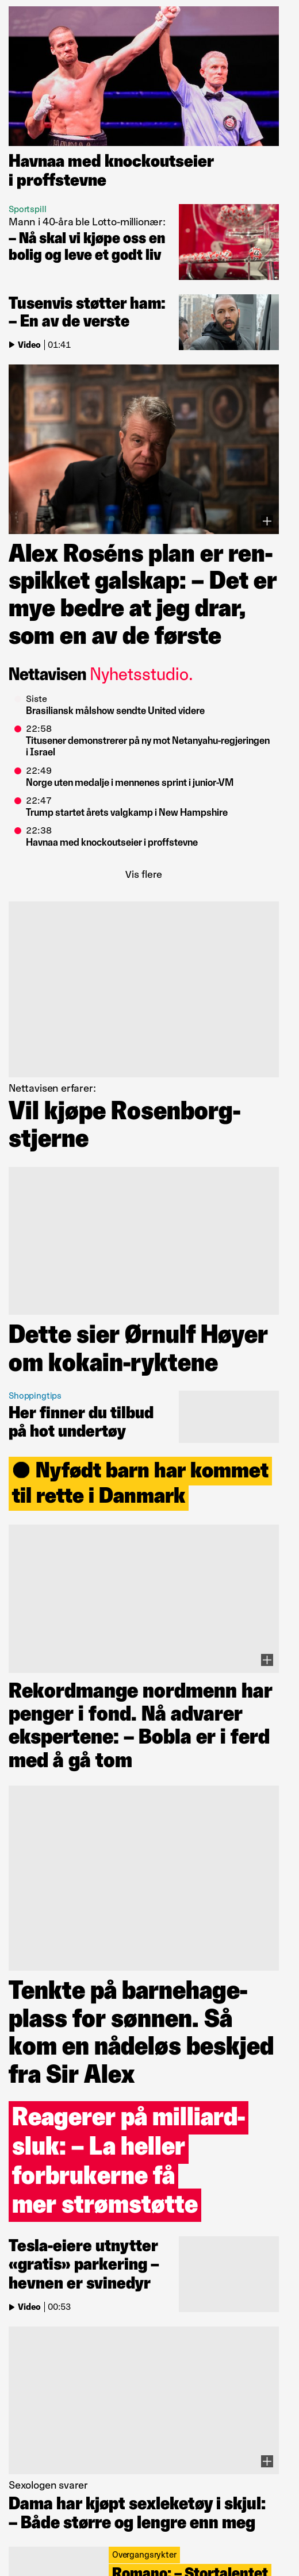 Havnaa med knockoutseier
i proffstevne
Sportspill
Mann i 40-åra ble Lotto-millionær:
– Nå skal vi kjøpe oss en
bolig og leve et godt liv
Tusenvis støtter ham:
– En av de verste
Video | 01:41
Alex Roséns plan er ren-
spikket galskap: – Det er
mye bedre at jeg drar,
som en av de første
Nettavisen Nyhetsstudio.
Siste
Brasiliansk målshow sendte United videre
22:58
Titusener demonstrerer på ny mot Netanyahu-regjeringen
i Israel
22:49
Norge uten medalje i mennenes sprint i junior-VM
22:47
Trump startet årets valgkamp i New Hampshire
22:38
Havnaa med knockoutseier i proffstevne
Vis flere
Nettavisen erfarer:
Vil kjøpe Rosenborg-
stjerne
Dette sier Ørnulf Høyer
om kokain-ryktene
Shoppingtips
Her finner du tilbud
på hot undertøy
● Nyfødt barn har kommet
til rette i Danmark
Rekordmange nordmenn har
penger i fond. Nå advarer
ekspertene: – Bobla er i ferd
med å gå tom
Tenkte på barnehage-
plass for sønnen. Så
kom en nådeløs beskjed
fra Sir Alex
Reagerer på milliard-
sluk: – La heller
forbrukerne få
mer strømstøtte
Tesla-eiere utnytter
«gratis» parkering –
hevnen er svinedyr
Video | 00:53
Sexologen svarer
Dama har kjøpt sexleketøy i skjul:
– Både større og lengre enn meg
Overgangsrykter
Romano: – Stortalentet